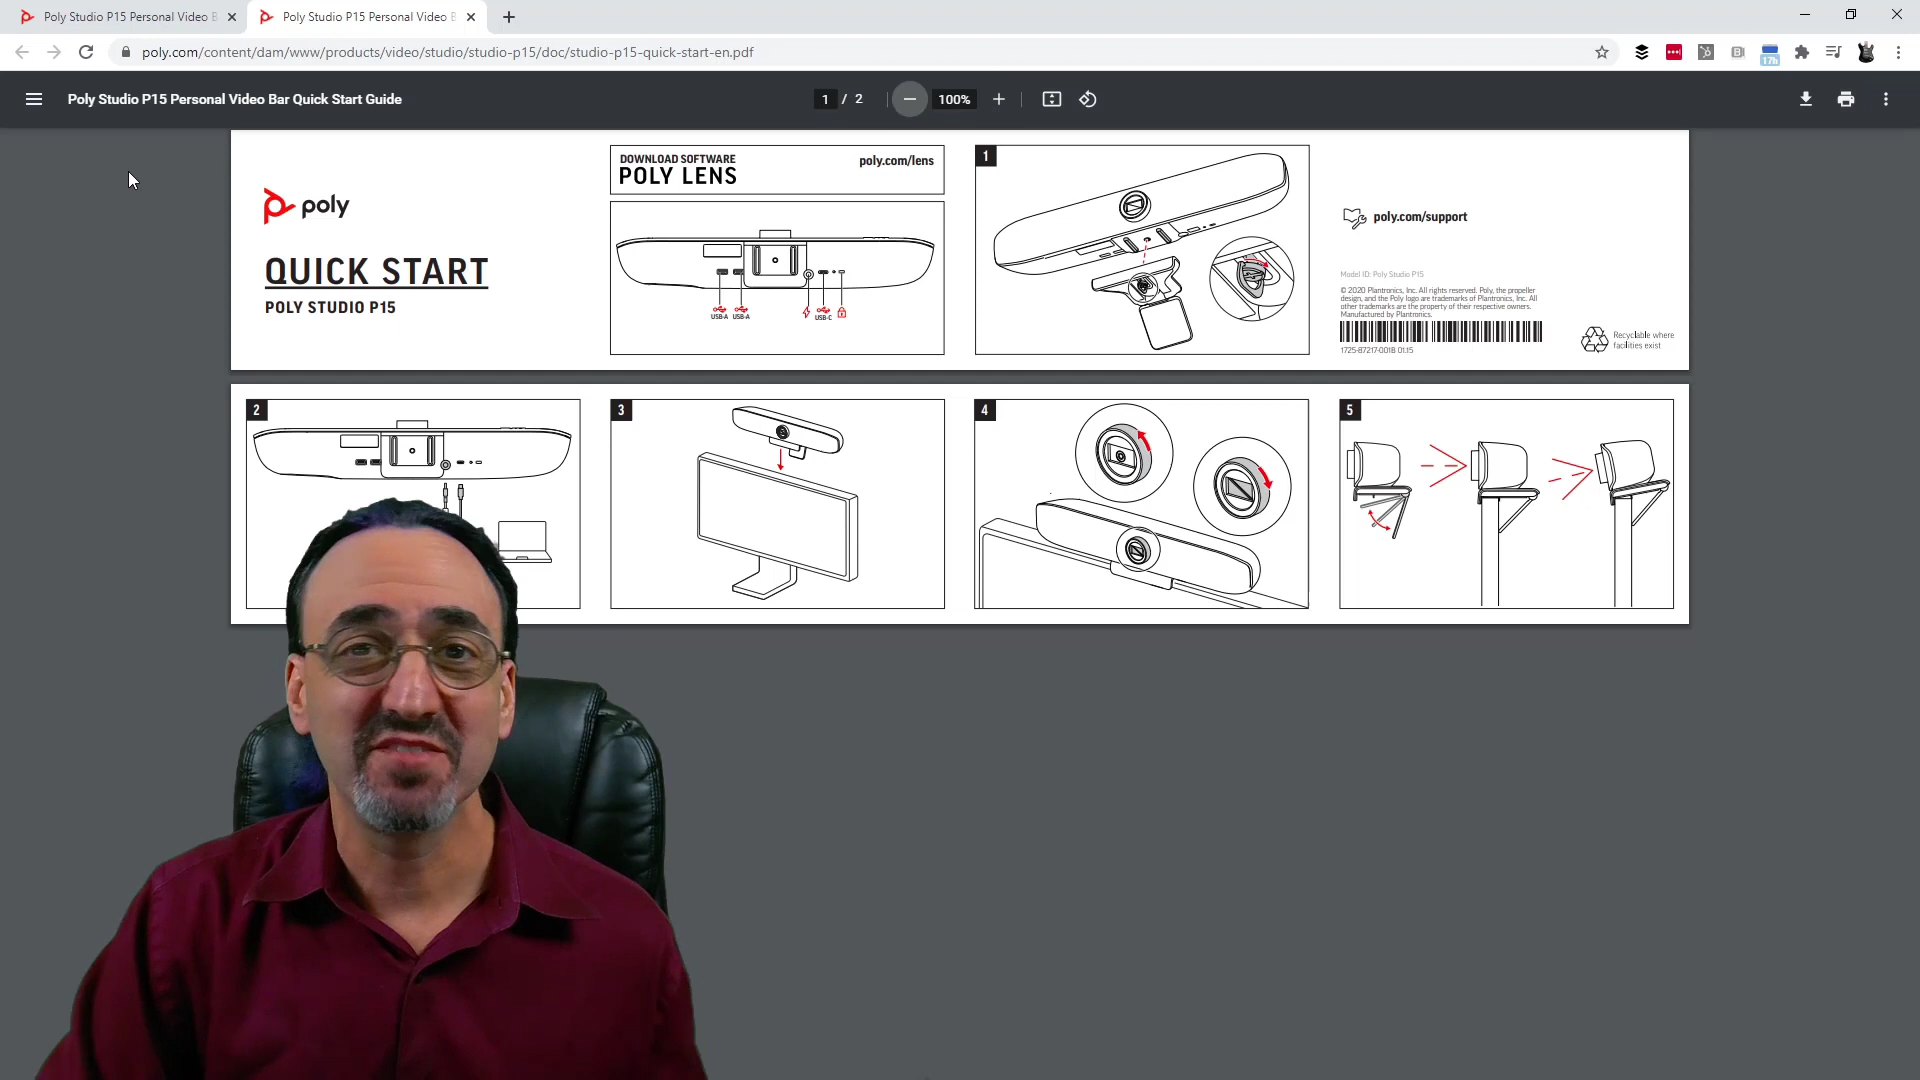 Poly Studio P15 Personal Video B
Poly Studio P15 Personal Video B
poly.com/content/dam/www/products/video/studio/studio-p15/doc/studio-p15-quick-start-en.pdf
17h
Poly Studio P15 Personal Video Bar Quick Start Guide
1 / 2
100%
poly
QUICK START
POLY STUDIO P15
DOWNLOAD SOFTWARE
POLY LENS
poly.com/lens
USB-A
USB-A
USB-C
1
poly.com/support
Model ID: Poly Studio P15
© 2020 Plantronics, Inc. All rights reserved. Poly, the propeller
design, and the Poly logo are trademarks of Plantronics, Inc. All
other trademarks are the property of their respective owners.
Manufactured by Plantronics.
1725-87217-001B 01.15
Recyclable where
facilities exist
2
3
4
5